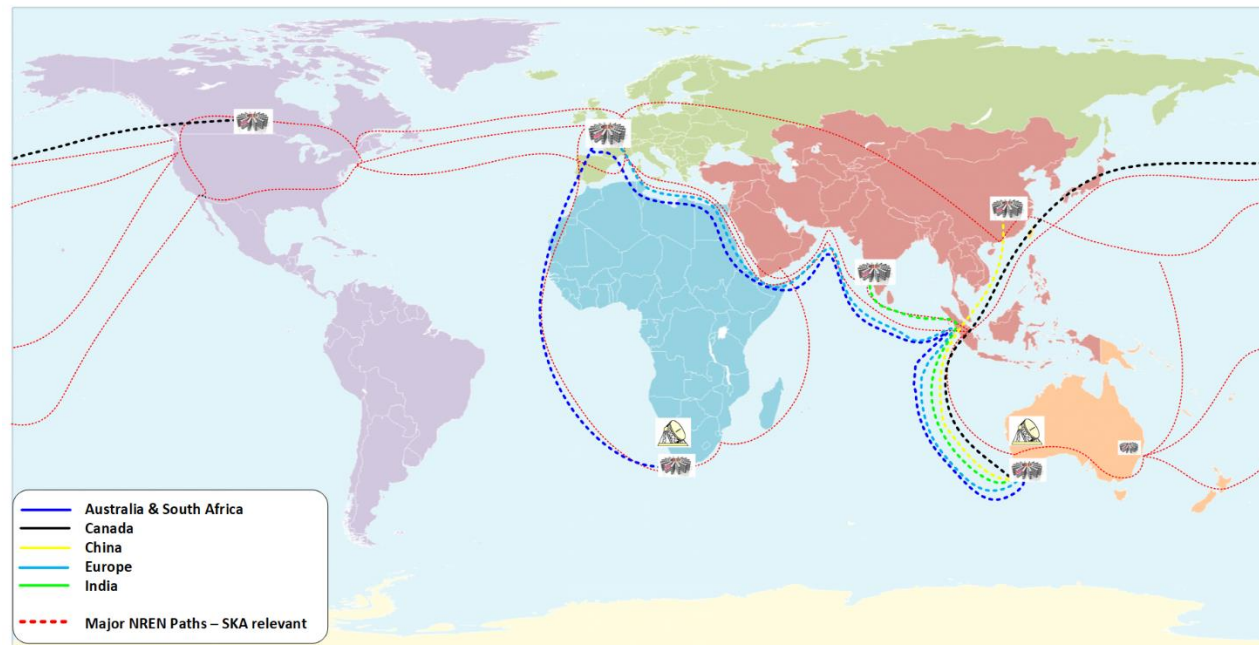 Australia & South Africa
Canada
China
Europe
India
Major NREN Paths – SKA relevant